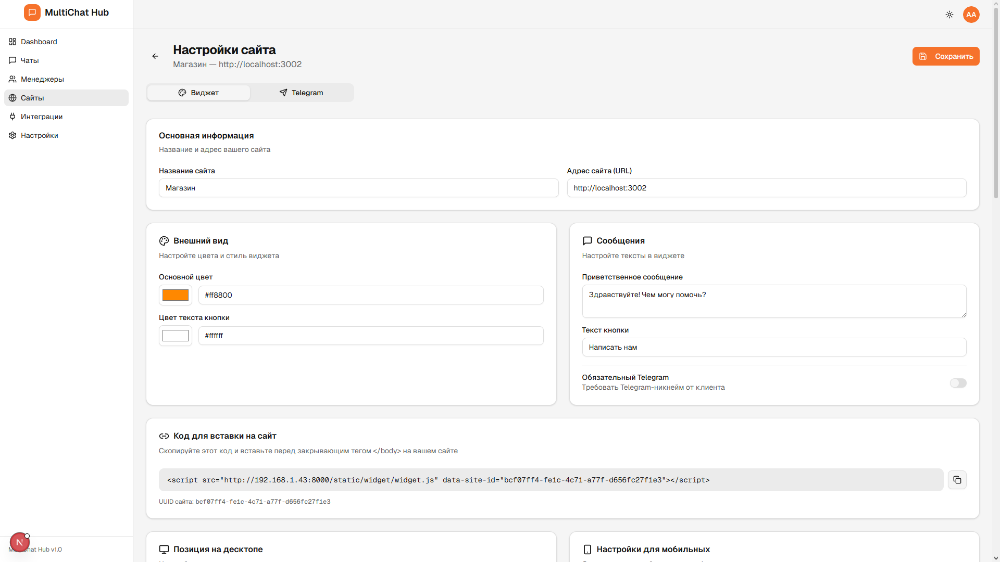 MultiChat Hub
AA
Dashboard
Чаты
Менеджеры
Сайты
Интеграции
Настройки
Настройки сайта
Магазин — http://localhost:3002
Сохранить
Виджет
Telegram
Основная информация
Название и адрес вашего сайта
Название сайта
Адрес сайта (URL)
Магазин
http://localhost:3002
Внешний вид
Настройте цвета и стиль виджета
Основной цвет
#ff8800
Цвет текста кнопки
#ffffff
Сообщения
Настройте тексты в виджете
Приветственное сообщение
Здравствуйте! Чем могу помочь?
Текст кнопки
Написать нам
Обязательный Telegram
Требовать Telegram-никнейм от клиента
Код для вставки на сайт
Скопируйте этот код и вставьте перед закрывающим тегом </body> на вашем сайте
<script src="http://192.168.1.43:8000/static/widget/widget.js" data-site-id="bcf07ff4-fe1c-4c71-a77f-d656fc27f1e3"></script>
UUID сайта: bcf07ff4-fe1c-4c71-a77f-d656fc27f1e3
Позиция на десктопе
Настройки для мобильных
N
Hub v1.0